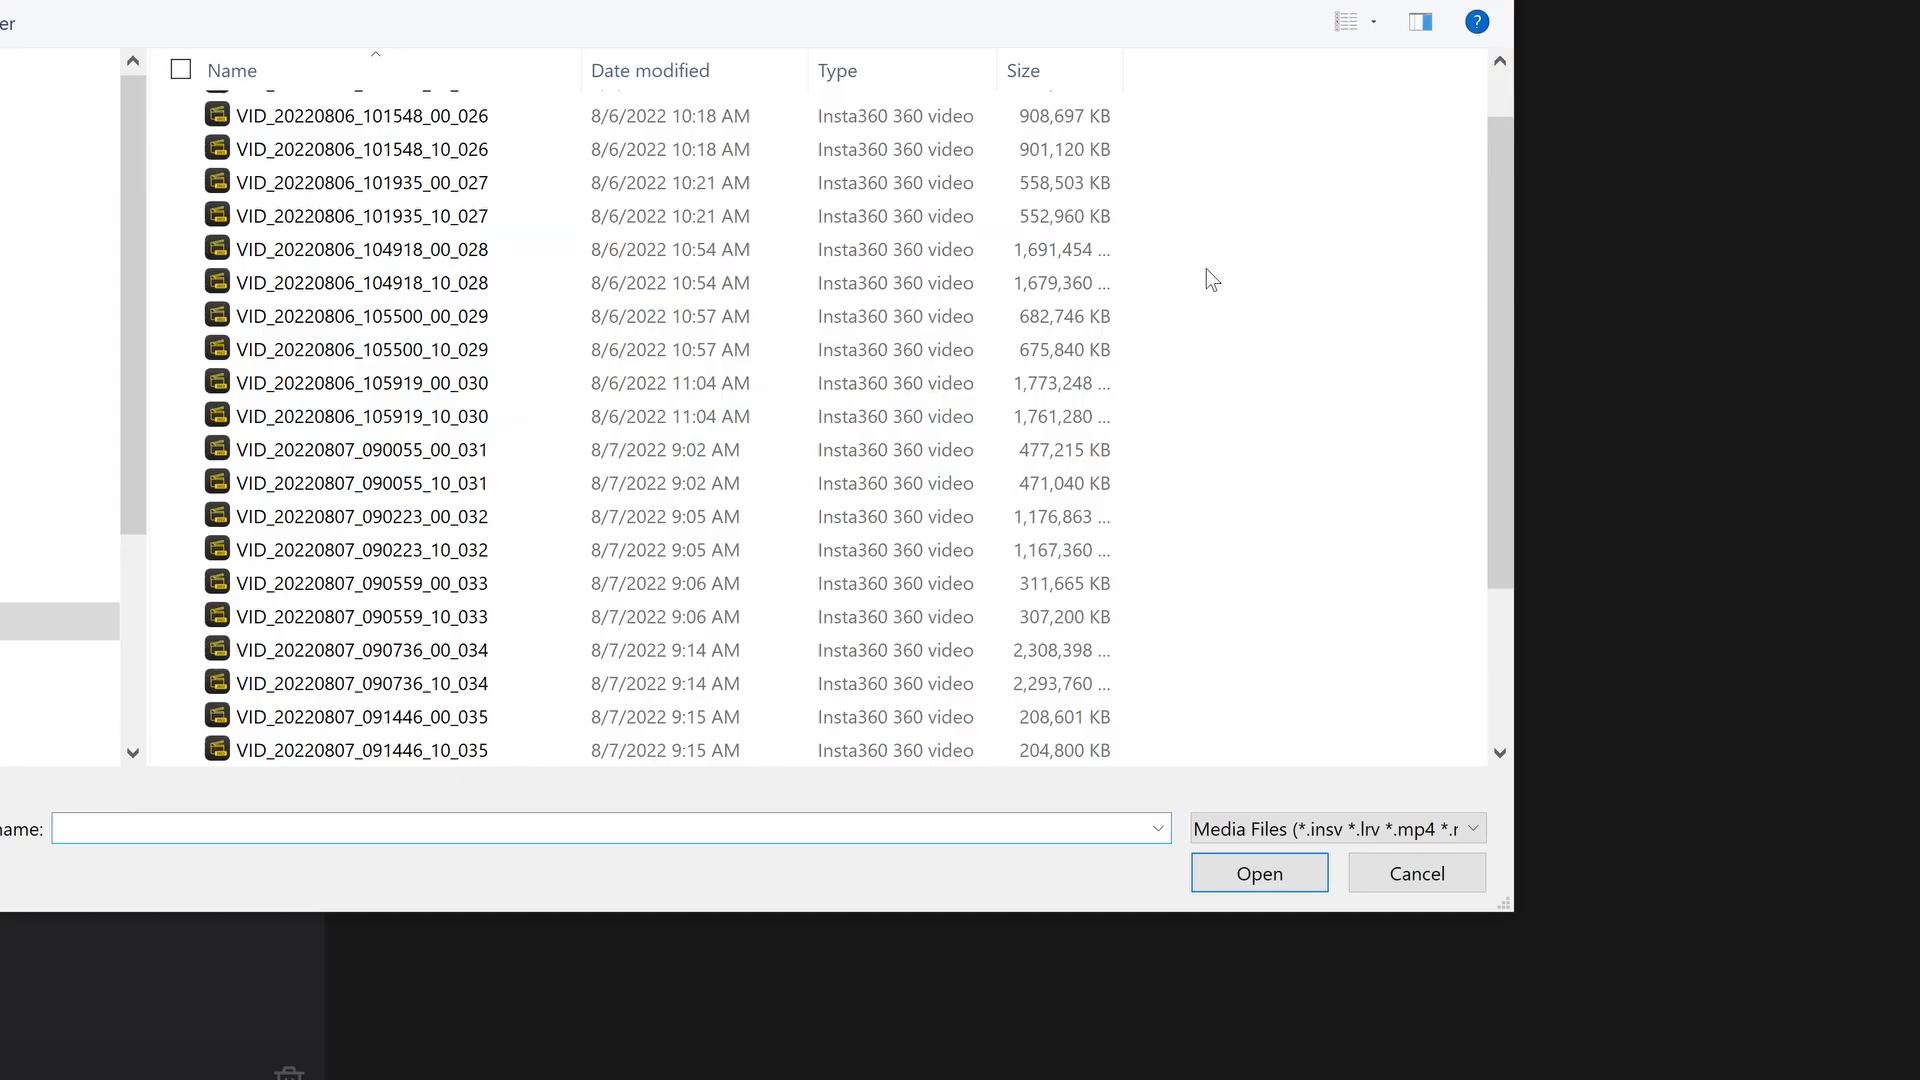 er
?
Name Date modified Type Size
VID_20220806_101548_00_026 8/6/2022 10:18 AM Insta360 360 video 908,697 KB
VID_20220806_101548_10_026 8/6/2022 10:18 AM Insta360 360 video 901,120 KB
VID_20220806_101935_00_027 8/6/2022 10:21 AM Insta360 360 video 558,503 KB
VID_20220806_101935_10_027 8/6/2022 10:21 AM Insta360 360 video 552,960 KB
VID_20220806_104918_00_028 8/6/2022 10:54 AM Insta360 360 video 1,691,454 ...
VID_20220806_104918_10_028 8/6/2022 10:54 AM Insta360 360 video 1,679,360 ...
VID_20220806_105500_00_029 8/6/2022 10:57 AM Insta360 360 video 682,746 KB
VID_20220806_105500_10_029 8/6/2022 10:57 AM Insta360 360 video 675,840 KB
VID_20220806_105919_00_030 8/6/2022 11:04 AM Insta360 360 video 1,773,248 ...
VID_20220806_105919_10_030 8/6/2022 11:04 AM Insta360 360 video 1,761,280 ...
VID_20220807_090055_00_031 8/7/2022 9:02 AM Insta360 360 video 477,215 KB
VID_20220807_090055_10_031 8/7/2022 9:02 AM Insta360 360 video 471,040 KB
VID_20220807_090223_00_032 8/7/2022 9:05 AM Insta360 360 video 1,176,863 ...
VID_20220807_090223_10_032 8/7/2022 9:05 AM Insta360 360 video 1,167,360 ...
VID_20220807_090559_00_033 8/7/2022 9:06 AM Insta360 360 video 311,665 KB
VID_20220807_090559_10_033 8/7/2022 9:06 AM Insta360 360 video 307,200 KB
VID_20220807_090736_00_034 8/7/2022 9:14 AM Insta360 360 video 2,308,398 ...
VID_20220807_090736_10_034 8/7/2022 9:14 AM Insta360 360 video 2,293,760 ...
VID_20220807_091446_00_035 8/7/2022 9:15 AM Insta360 360 video 208,601 KB
VID_20220807_091446_10_035 8/7/2022 9:15 AM Insta360 360 video 204,800 KB
name: Media Files (*.insv *.lrv *.mp4 *.r
Open Cancel